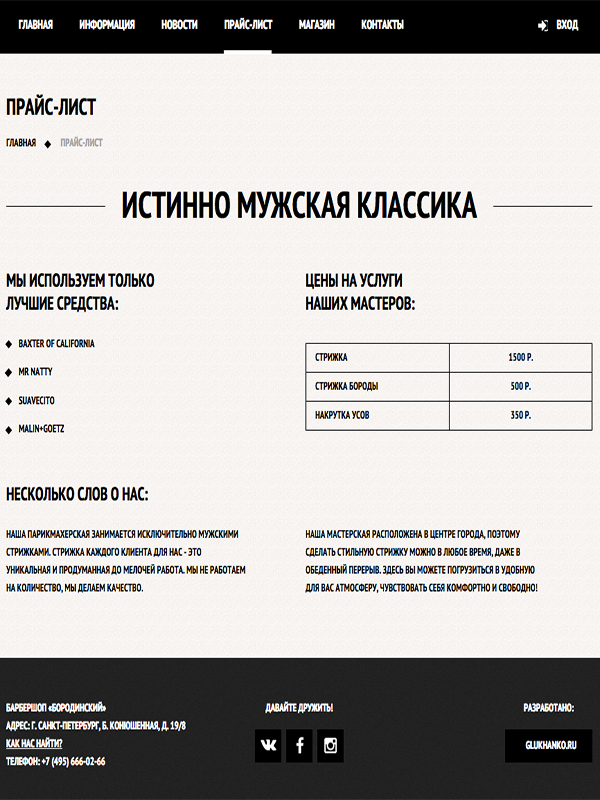 ГЛАВНАЯ ИНФОРМАЦИЯ НОВОСТИ ПРАЙС-ЛИСТ МАГАЗИН КОНТАКТЫ ВХОД
ПРАЙС-ЛИСТ
ГЛАВНАЯ ПРАЙС-ЛИСТ
ИСТИННО МУЖСКАЯ КЛАССИКА
МЫ ИСПОЛЬЗУЕМ ТОЛЬКО
ЛУЧШИЕ СРЕДСТВА:
BAXTER OF CALIFORNIA
MR NATTY
SUAVECITO
MALIN+GOETZ
ЦЕНЫ НА УСЛУГИ
НАШИХ МАСТЕРОВ:
СТРИЖКА 1500 Р.
СТРИЖКА БОРОДЫ 500 Р.
НАКРУТКА УСОВ 350 Р.
НЕСКОЛЬКО СЛОВ О НАС:
НАША ПАРИКМАХЕРСКАЯ ЗАНИМАЕТСЯ ИСКЛЮЧИТЕЛЬНО МУЖСКИМИ
СТРИЖКАМИ. СТРИЖКА КАЖДОГО КЛИЕНТА ДЛЯ НАС - ЭТО
УНИКАЛЬНАЯ И ПРОДУМАННАЯ ДО МЕЛОЧЕЙ РАБОТА. МЫ НЕ РАБОТАЕМ
НА КОЛИЧЕСТВО, МЫ ДЕЛАЕМ КАЧЕСТВО.
НАША МАСТЕРСКАЯ РАСПОЛОЖЕНА В ЦЕНТРЕ ГОРОДА, ПОЭТОМУ
СДЕЛАТЬ СТИЛЬНУЮ СТРИЖКУ МОЖНО В ЛЮБОЕ ВРЕМЯ, ДАЖЕ В
ОБЕДЕННЫЙ ПЕРЕРЫВ. ЗДЕСЬ ВЫ МОЖЕТЕ ПОГРУЗИТЬСЯ В УДОБНУЮ
ДЛЯ ВАС АТМОСФЕРУ, ЧУВСТВОВАТЬ СЕБЯ КОМФОРТНО И СВОБОДНО!
БАРБЕРШОП «БОРОДИНСКИЙ»
АДРЕС: Г. САНКТ-ПЕТЕРБУРГ, Б. КОНЮШЕННАЯ, Д. 19/8
КАК НАС НАЙТИ?
ТЕЛЕФОН: +7 (495) 666-02-66
ДАВАЙТЕ ДРУЖИТЬ!
РАЗРАБОТАНО:
GLUKHANKO.RU